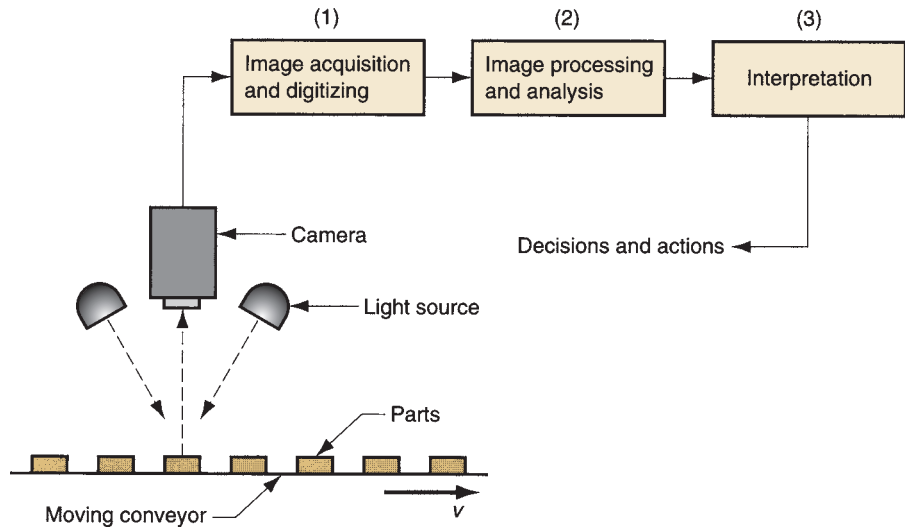 (1)
(2)
(3)
Image acquisition
and digitizing
Image processing
and analysis
Interpretation
Camera
Decisions and actions
Light source
Parts
Moving conveyor
v